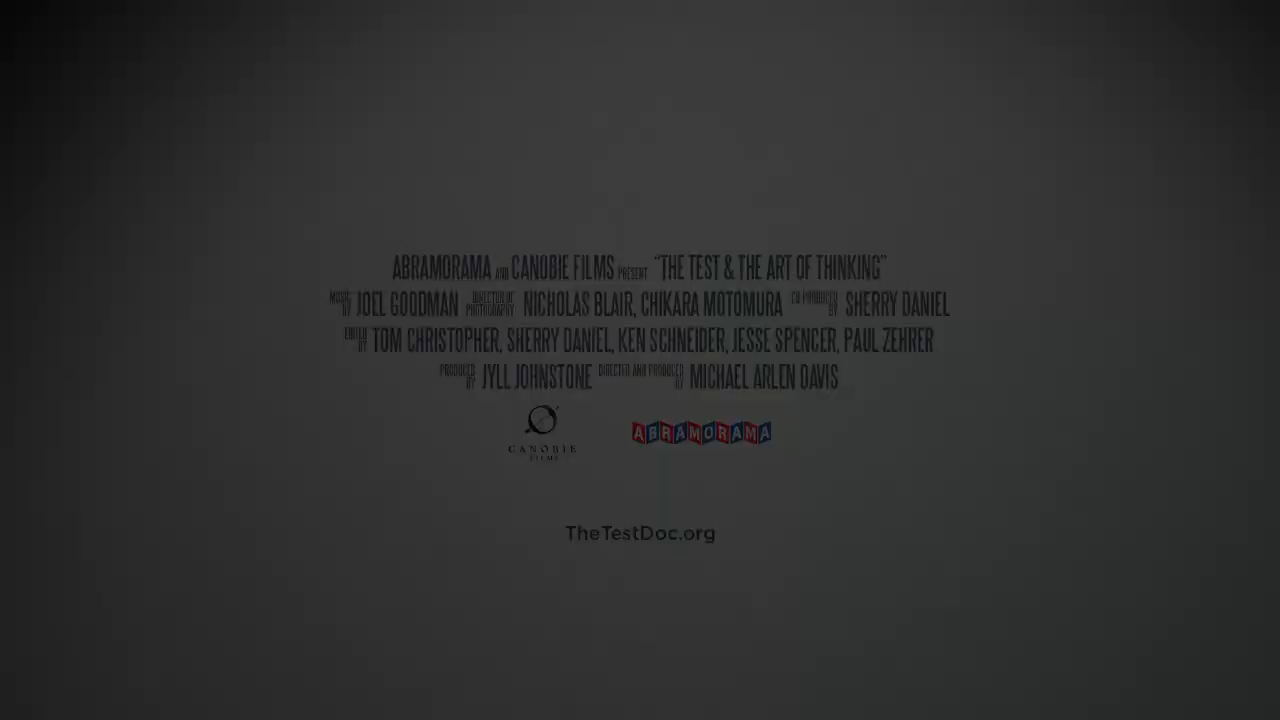 ABRAMORAMA AND CANOBIE FILMS PRESENT "THE TEST & THE ART OF THINKING"
MUSIC BY JOEL GOODMAN DIRECTOR OF PHOTOGRAPHY NICHOLAS BLAIR, CHIKARA MOTOMURA CO-PRODUCED BY SHERRY DANIEL
EDITED BY TOM CHRISTOPHER, SHERRY DANIEL, KEN SCHNEIDER, JESSE SPENCER, PAUL ZEHRER
PRODUCED BY JYLL JOHNSTONE DIRECTED AND PRODUCED BY MICHAEL ARLEN DAVIS
CANOBIE FILMS
ABRAMORAMA
TheTestDoc.org